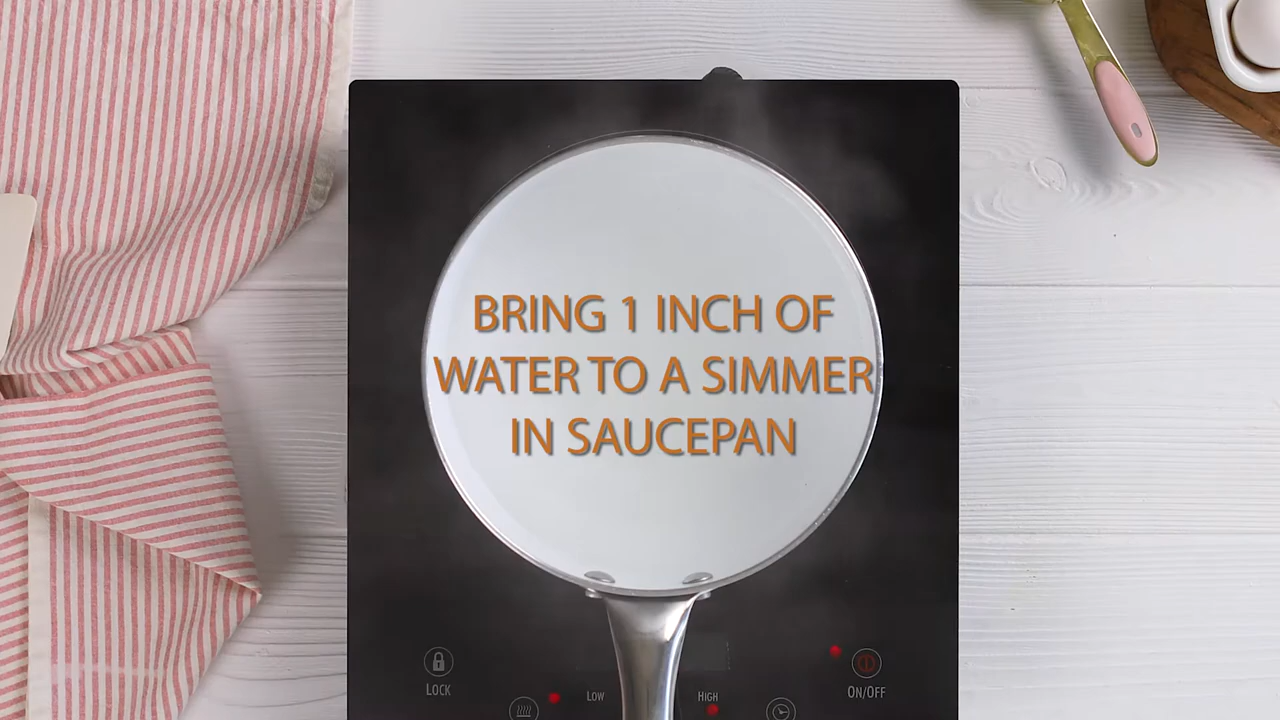 BRING 1 INCH OF
WATER TO A SIMMER
IN SAUCEPAN
LOCK
LOW
HIGH
ON/OFF